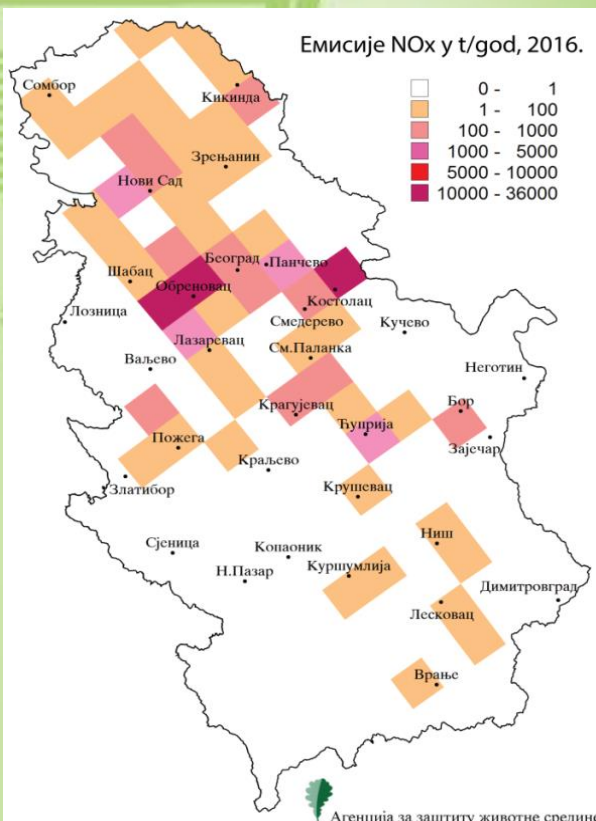 Емисије NOx у t/god, 2016.
0 - 1
1 - 100
100 - 1000
1000 - 5000
5000 - 10000
10000 - 36000
Сомбор
Кикинда
Зрењанин
Нови Сад
Београд
Панчево
Шабац
Обреновац
Костолац
Лозница
Смедерево
Кучево
Лазаревац
См.Паланка
Ваљево
Неготин
Крагујевац
Бор
Ћуприја
Пожега
Зајечар
Краљево
Златибор
Крушевац
Сјеница
Копаоник
Ниш
Н.Пазар
Куршумлија
Димитровград
Лесковац
Врање
Агенција за заштиту животне средине